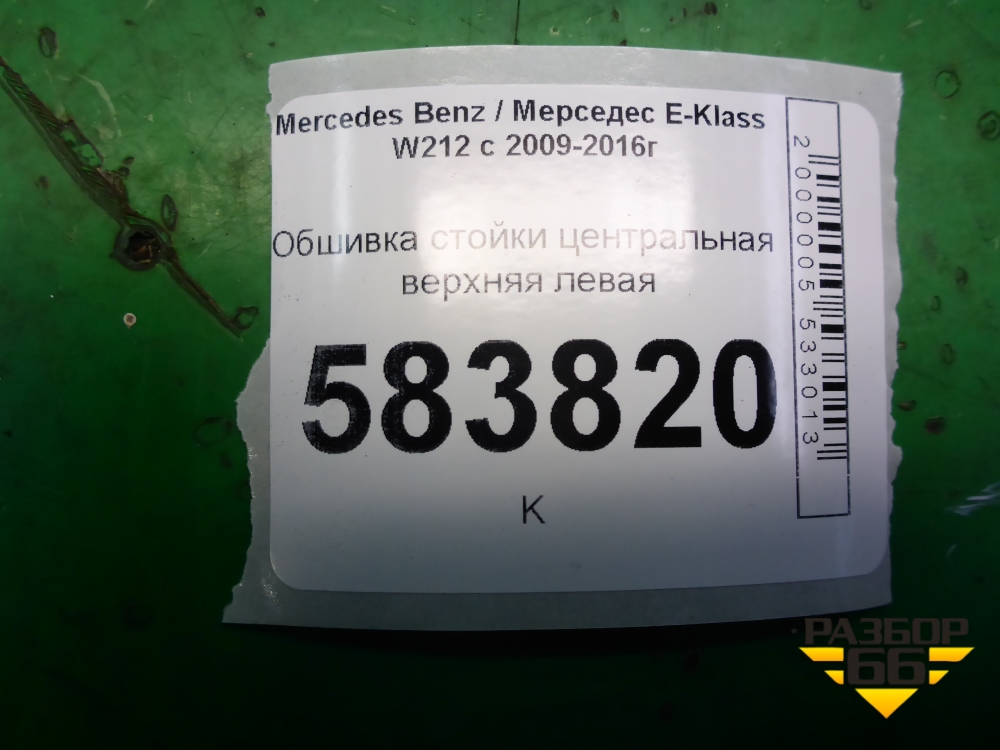 Mercedes Benz / Мерседес E-Klass
W212 с 2009-2016г
Обшивка стойки центральная
верхняя левая
583820
К
2000005533013
РАЗБОР
66